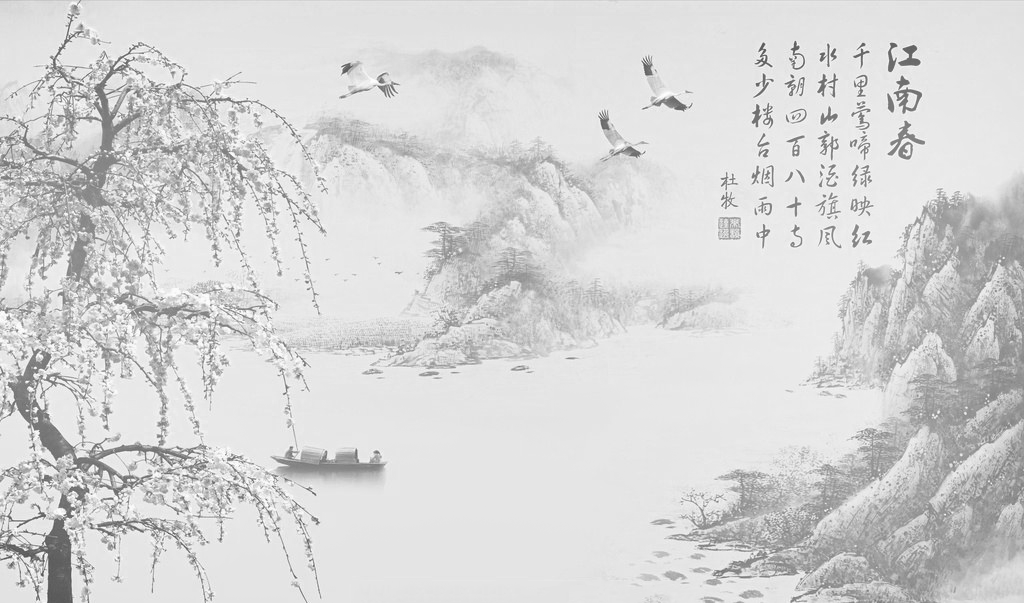 江南春
千里莺啼绿映红
水村山郭酒旗风
南朝四百八十寺
多少楼台烟雨中
杜牧